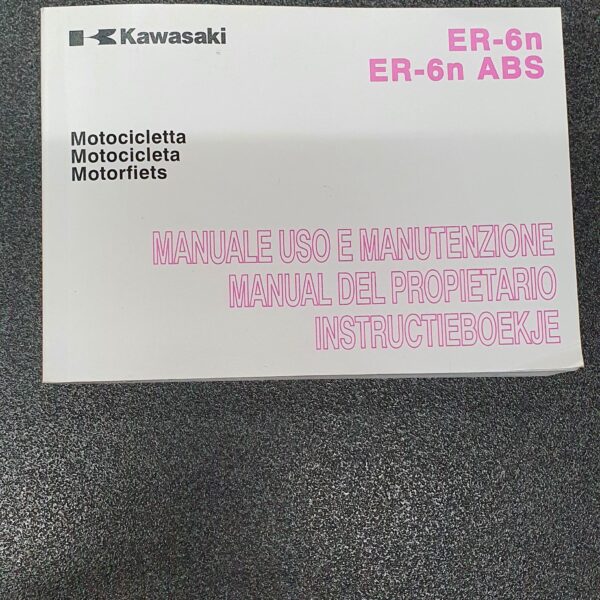 Kawasaki
ER-6n
ER-6n ABS
Motocicletta
Motocicleta
Motorfiets
MANUALE USO E MANUTENZIONE
MANUAL DEL PROPIETARIO
INSTRUCTIEBOEKJE